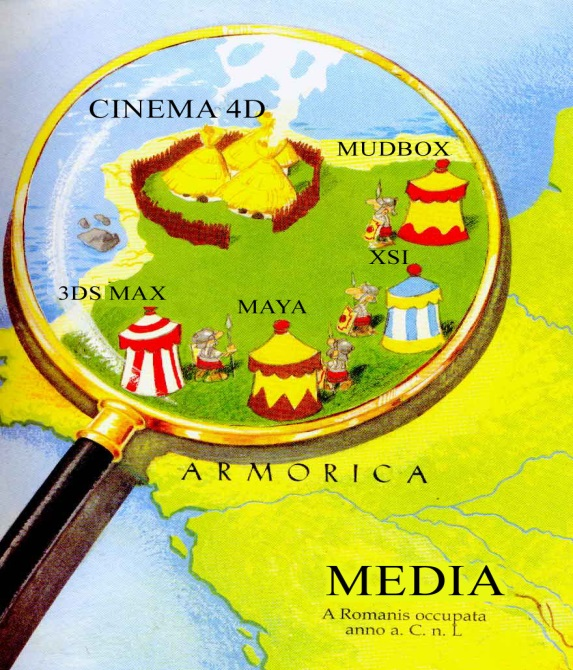 CINEMA 4D
MUDBOX
XSI
3DS MAX
MAYA
ARMORICA
MEDIA
A Romanis occupata
anno a. C. n. L